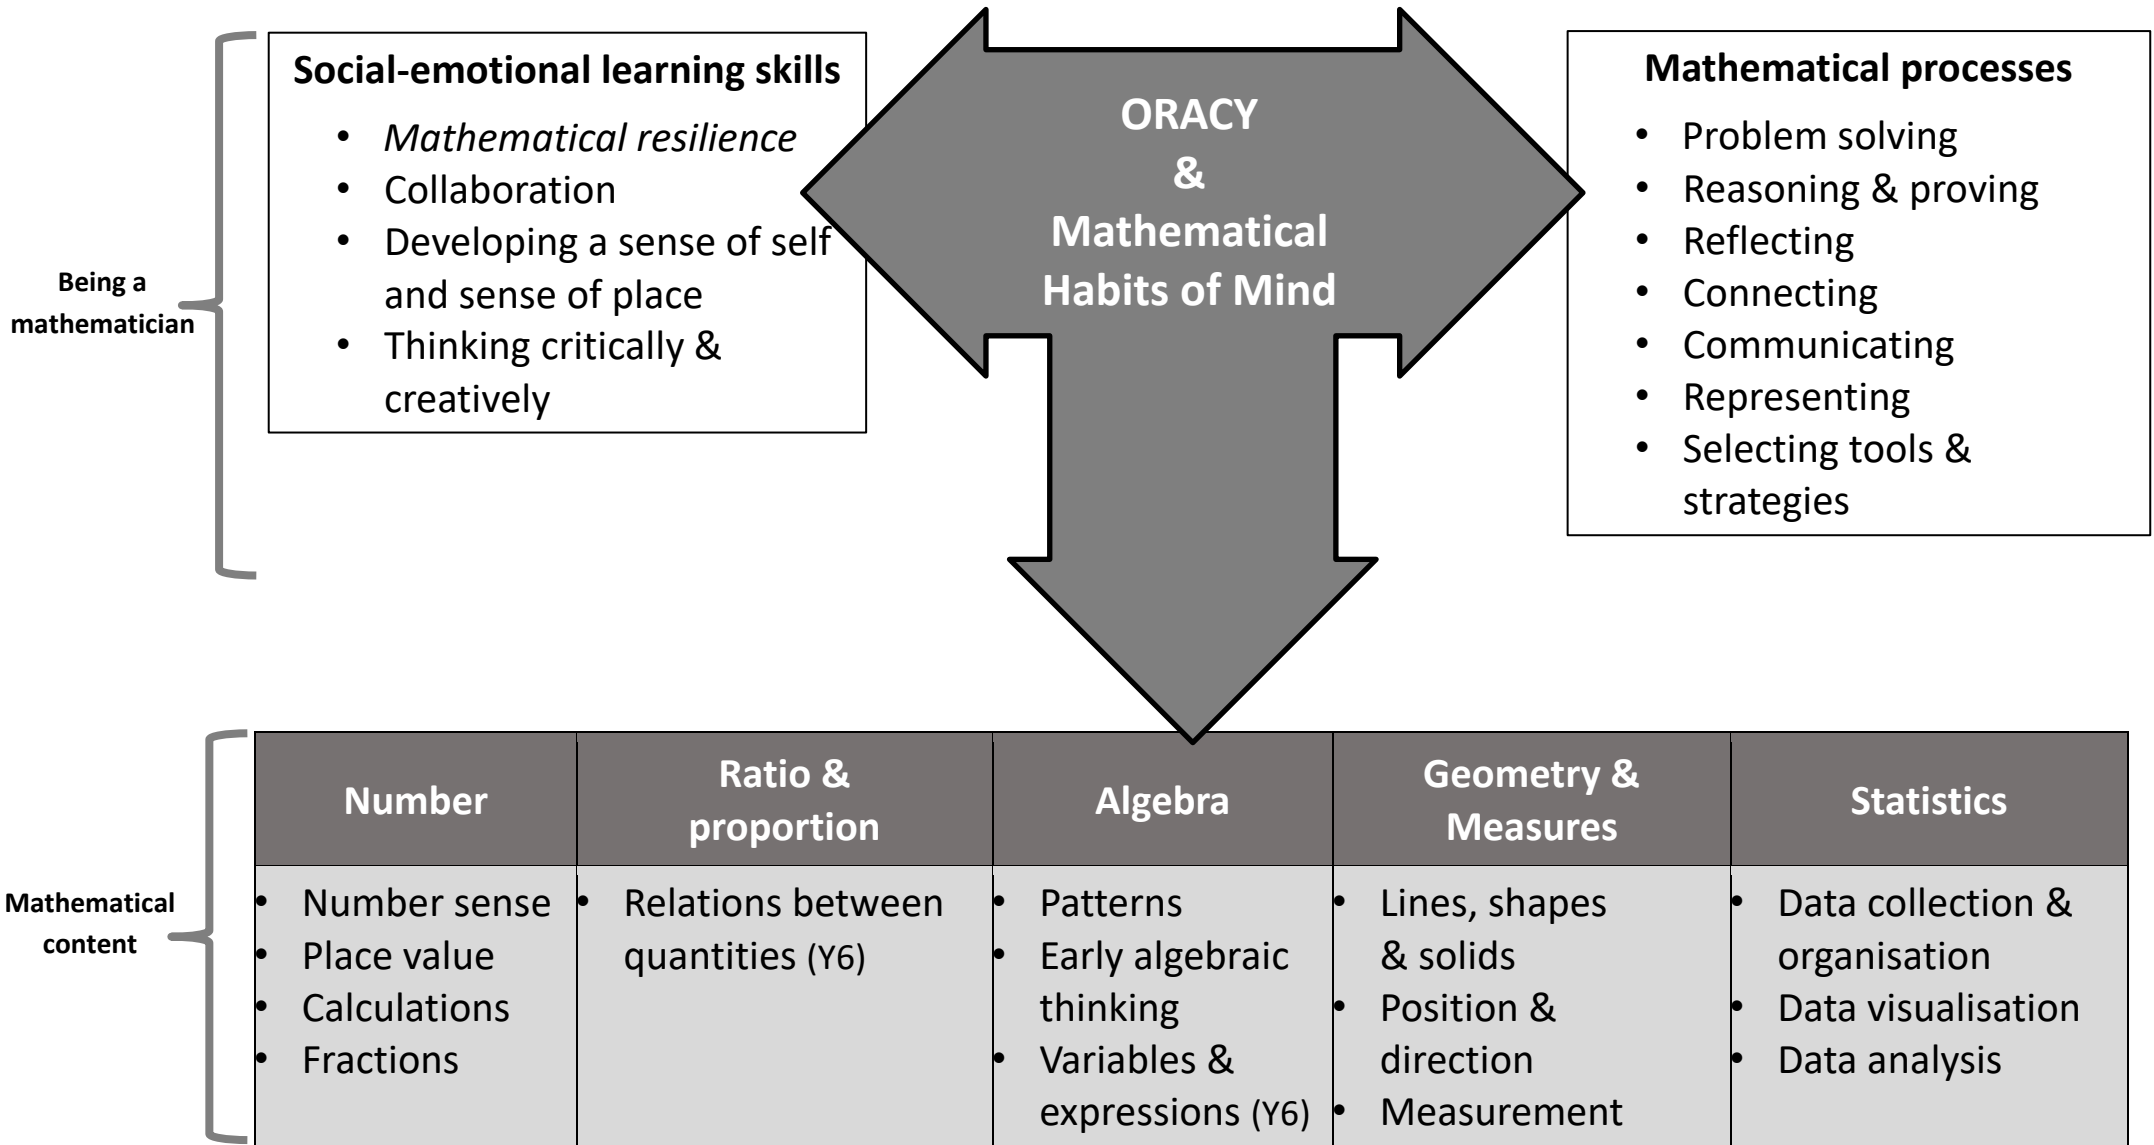 Being a
mathematician
Social-emotional learning skills
• Mathematical resilience
• Collaboration
• Developing a sense of self
and sense of place
• Thinking critically &
creatively
ORACY
&
Mathematical
Habits of Mind
Mathematical processes
• Problem solving
• Reasoning & proving
• Reflecting
• Connecting
• Communicating
• Representing
• Selecting tools &
strategies
Mathematical
content
Number
• Number sense
• Place value
• Calculations
• Fractions
Ratio &
proportion
• Relations between
quantities (Y6)
Algebra
• Patterns
• Early algebraic
thinking
• Variables &
expressions (Y6)
Geometry &
Measures
• Lines, shapes
& solids
• Position &
direction
• Measurement
Statistics
• Data collection &
organisation
• Data visualisation
• Data analysis